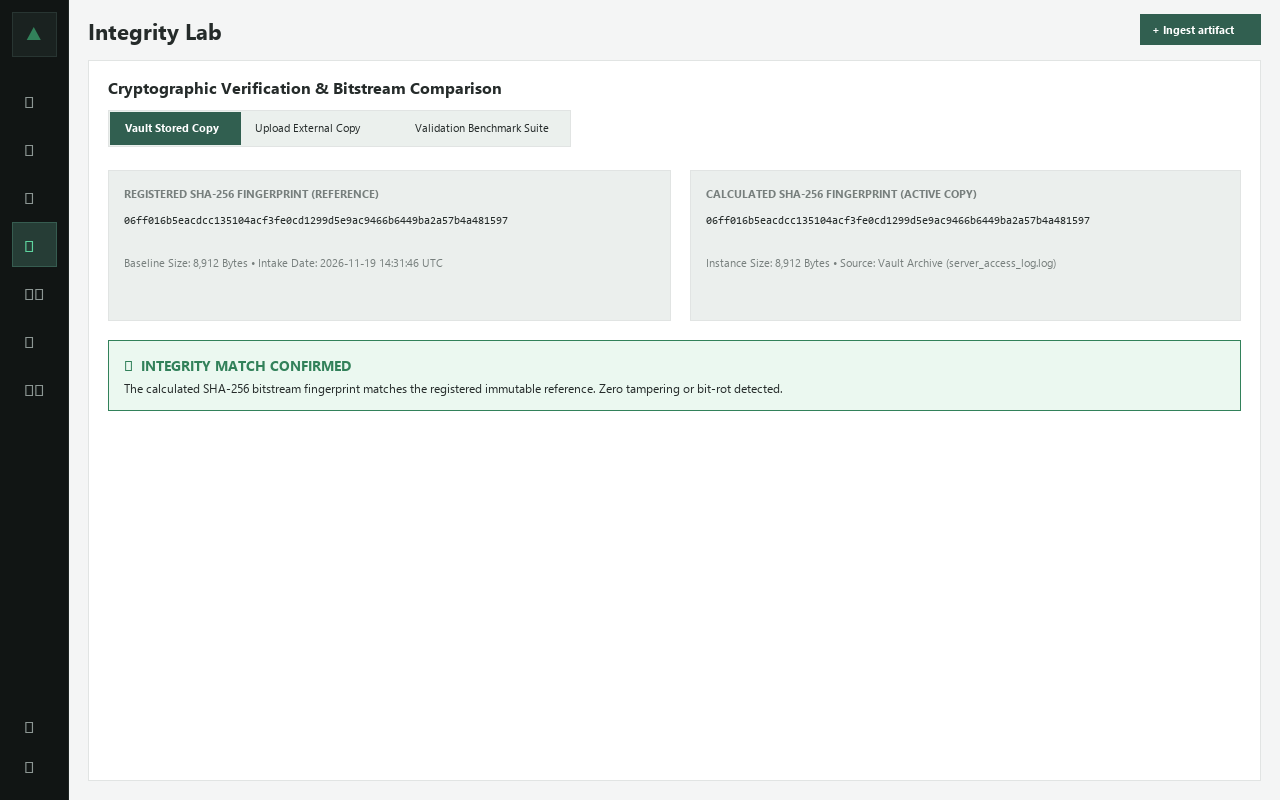 Integrity Lab
+ Ingest artifact
Cryptographic Verification & Bitstream Comparison
Vault Stored Copy
Upload External Copy
Validation Benchmark Suite
REGISTERED SHA-256 FINGERPRINT (REFERENCE)
06ff016b5eacdcc135104acf3fe0cd1299d5e9ac9466b6449ba2a57b4a481597
Baseline Size: 8,912 Bytes • Intake Date: 2026-11-19 14:31:46 UTC
CALCULATED SHA-256 FINGERPRINT (ACTIVE COPY)
06ff016b5eacdcc135104acf3fe0cd1299d5e9ac9466b6449ba2a57b4a481597
Instance Size: 8,912 Bytes • Source: Vault Archive (server_access_log.log)
INTEGRITY MATCH CONFIRMED
The calculated SHA-256 bitstream fingerprint matches the registered immutable reference. Zero tampering or bit-rot detected.